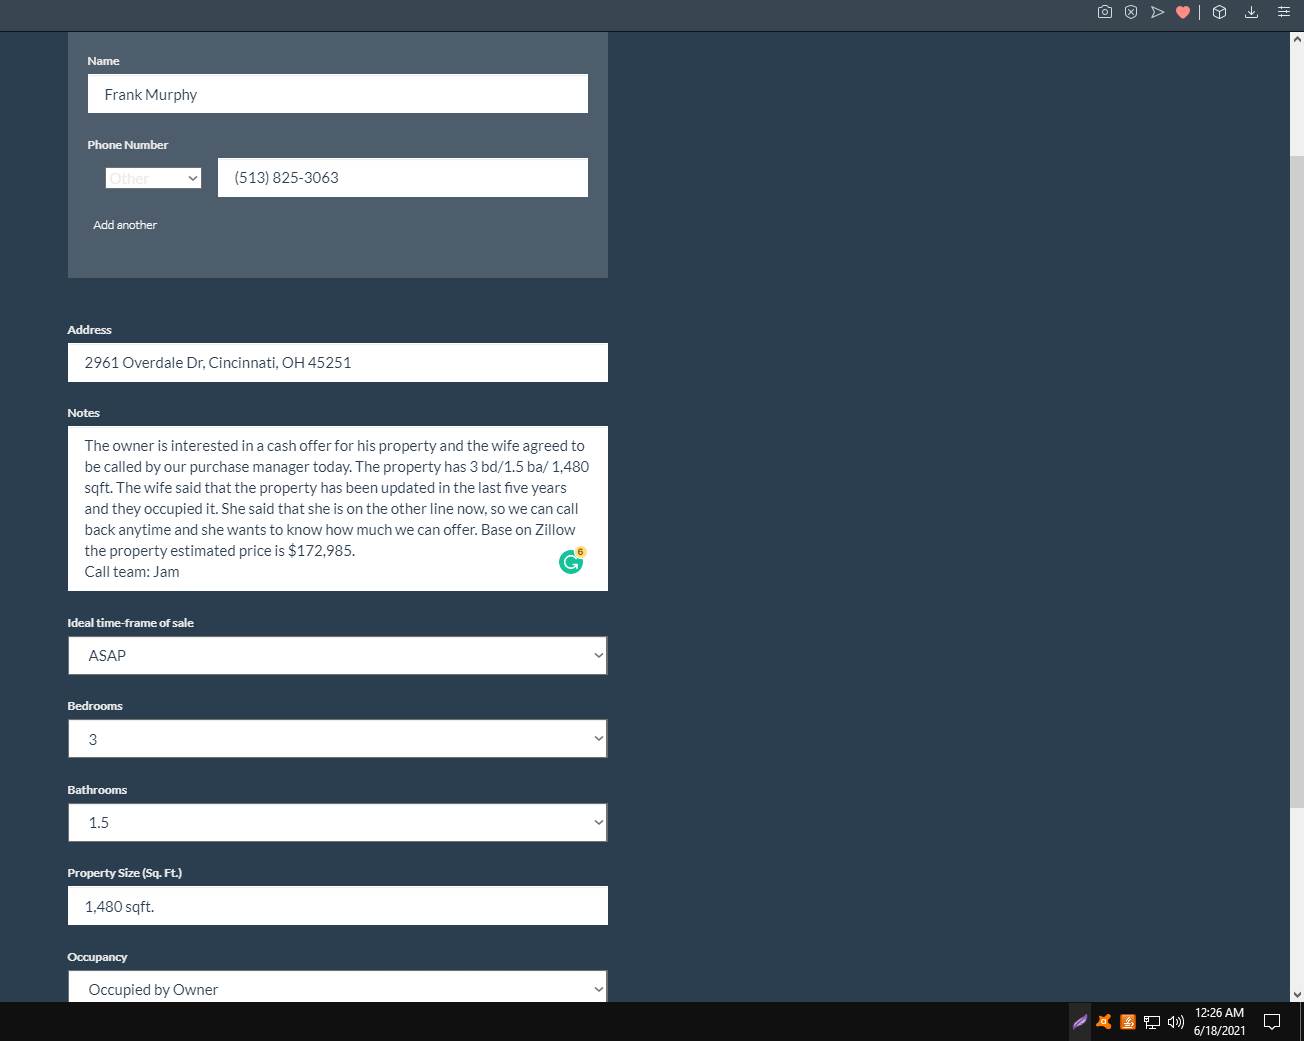 Name
Frank Murphy
Phone Number
Other
(513) 825-3063
Add another
Address
2961 Overdale Dr, Cincinnati, OH 45251
Notes
The owner is interested in a cash offer for his property and the wife agreed to
be called by our purchase manager today. The property has 3 bd/1.5 ba/ 1,480
sqft. The wife said that the property has been updated in the last five years
and they occupied it. She said that she is on the other line now, so we can call
back anytime and she wants to know how much we can offer. Base on Zillow
the property estimated price is $172,985.
Call team: Jam
6
Ideal time-frame of sale
ASAP
Bedrooms
3
Bathrooms
1.5
Property Size (Sq. Ft.)
1,480 sqft.
Occupancy
Occupied by Owner
12:26 AM
6/18/2021